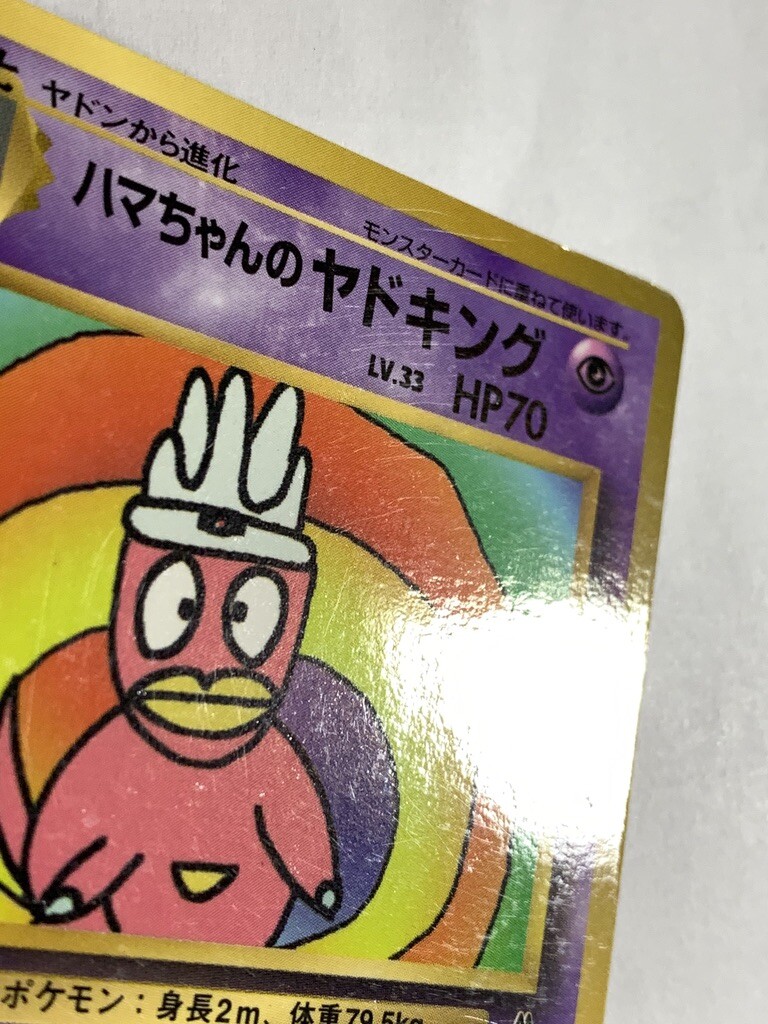 ヤドンから進化
モンスターカードに重ねて使います。
ハマちゃんのヤドキング
LV.33 HP70
ポケモン：身長2m、体重79.5kg